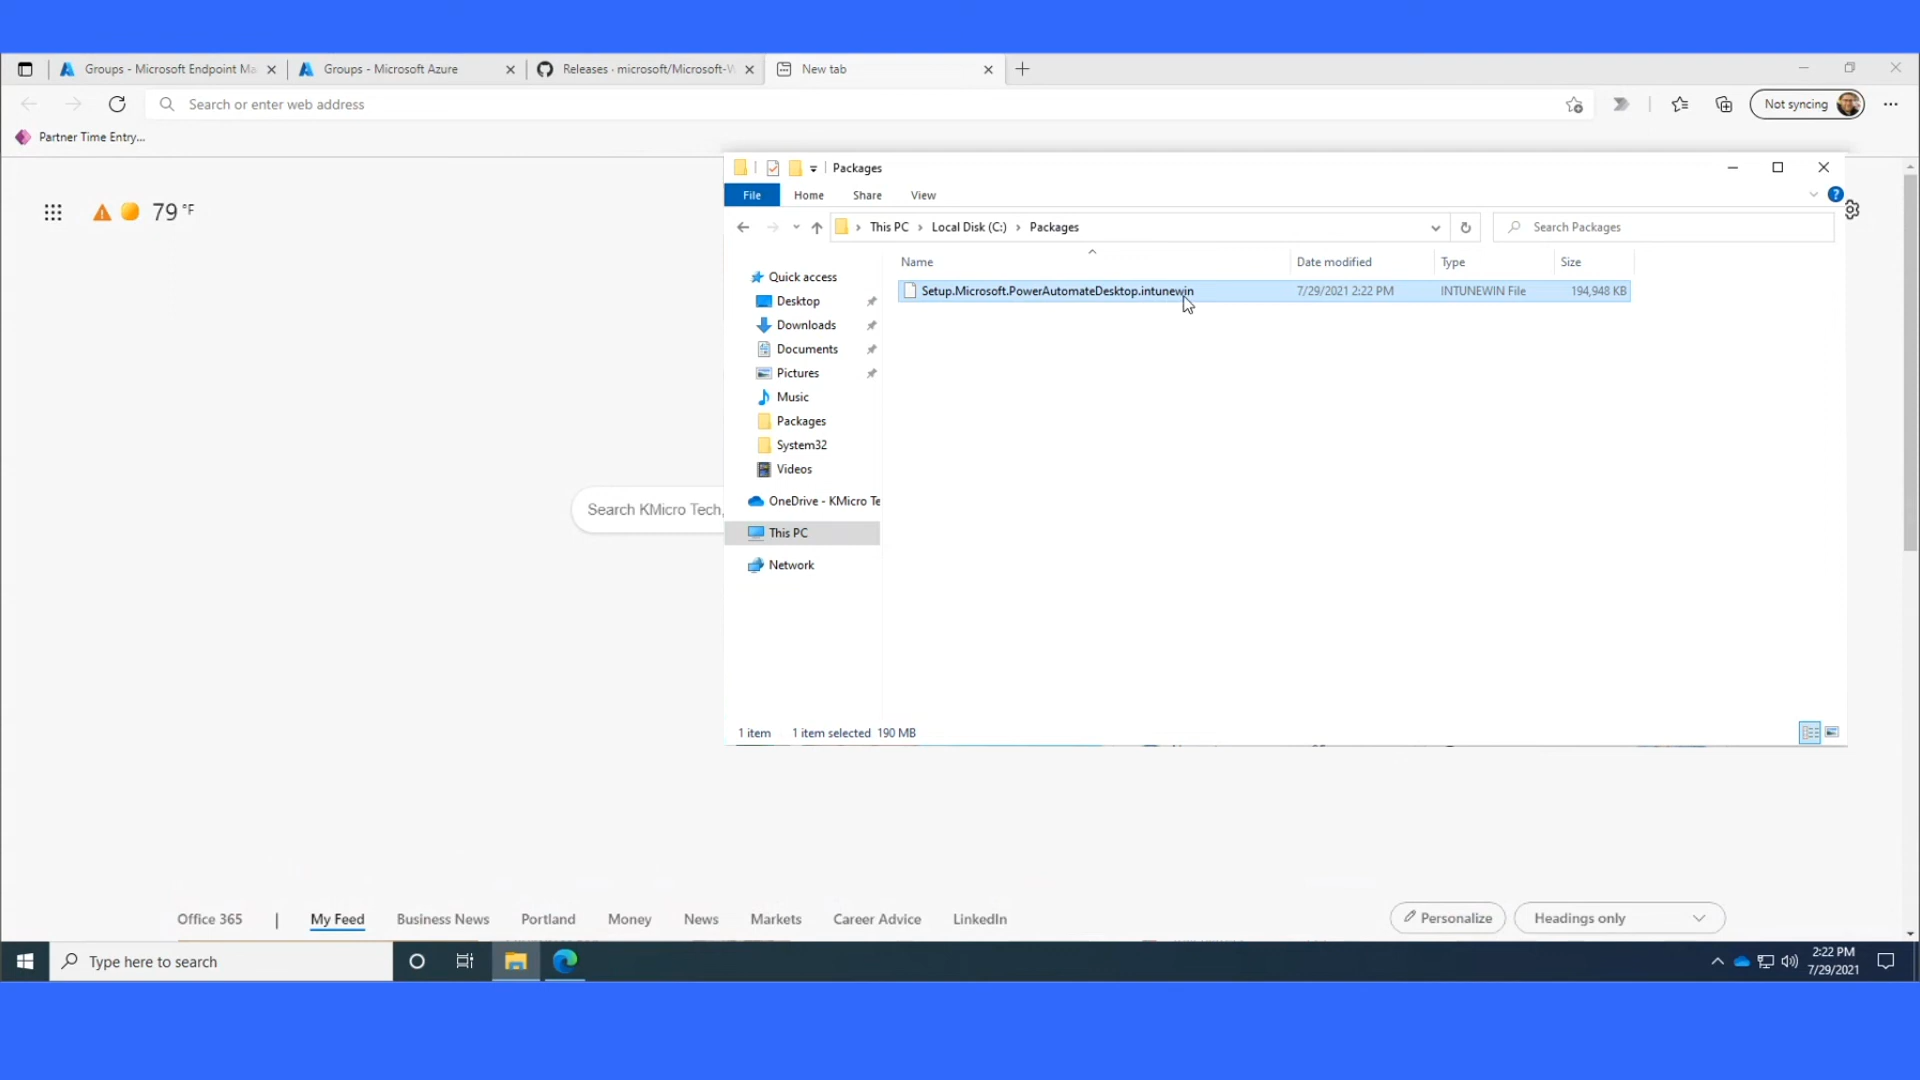 Groups - Microsoft Endpoint Ma
Groups - Microsoft Azure
Releases · microsoft/Microsoft-W
New tab
Search or enter web address
Not syncing
Partner Time Entry...
79 °F
Packages
File
Home
Share
View
This PC > Local Disk (C:) > Packages
Search Packages
Name
Date modified
Type
Size
Setup.Microsoft.PowerAutomateDesktop.intunewin
7/29/2021 2:22 PM
INTUNEWIN File
194,948 KB
Quick access
Desktop
Downloads
Documents
Pictures
Music
Packages
System32
Videos
OneDrive - KMicro Te
This PC
Network
Search KMicro Tech,
1 item
1 item selected 190 MB
Office 365 | My Feed
Business News
Portland
Money
News
Markets
Career Advice
LinkedIn
Personalize
Headings only
Type here to search
2:22 PM
7/29/2021